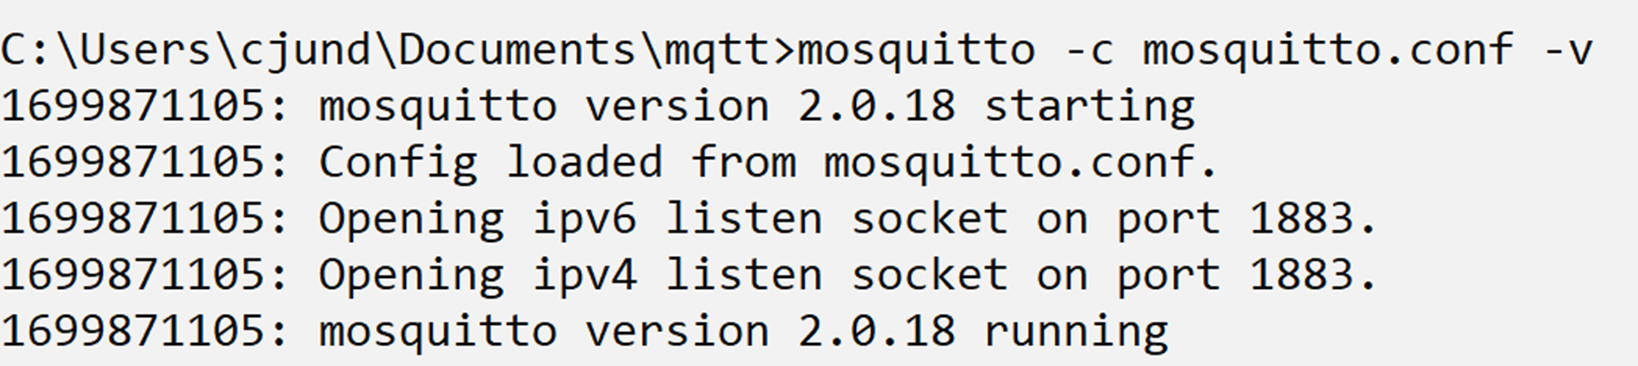 C:\Users\cjund\Documents\mqtt>mosquitto -c mosquitto.conf -v
1699871105: mosquitto version 2.0.18 starting
1699871105: Config loaded from mosquitto.conf.
1699871105: Opening ipv6 listen socket on port 1883.
1699871105: Opening ipv4 listen socket on port 1883.
1699871105: mosquitto version 2.0.18 running